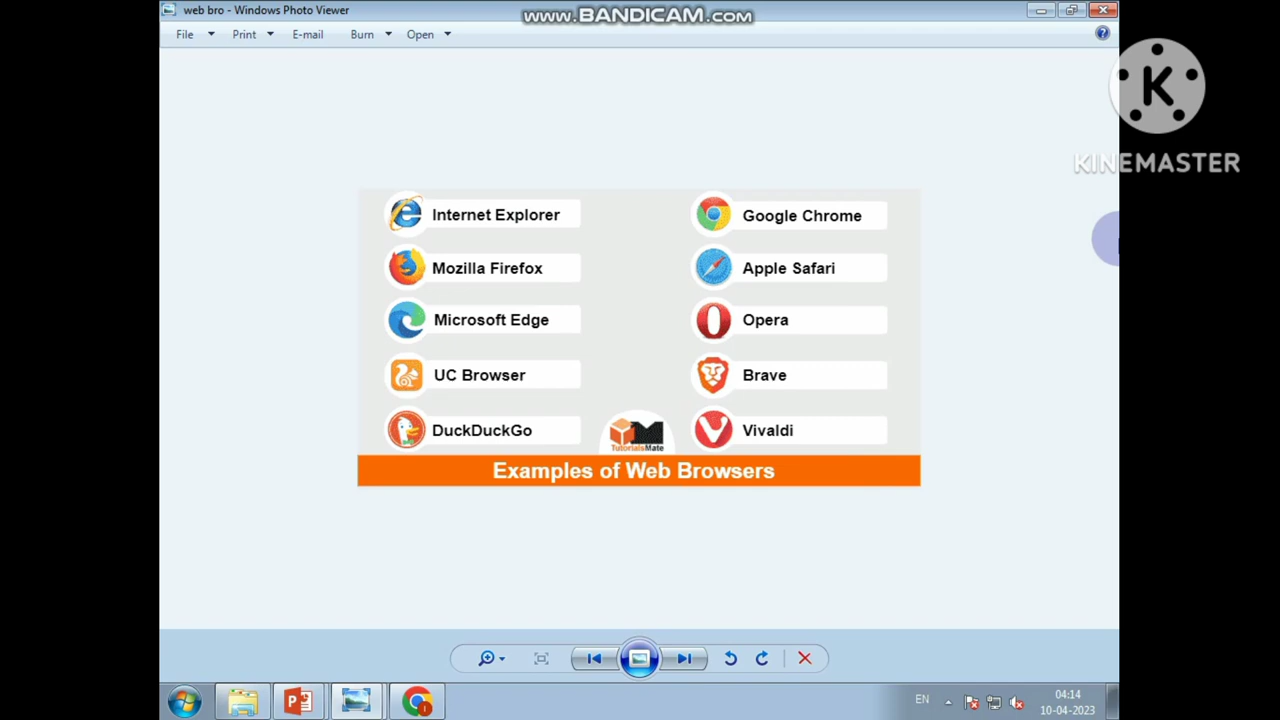 web bro - Windows Photo Viewer
www.BANDICAM.com
File Print E-mail Burn Open
K
KINEMASTER
Internet Explorer
Google Chrome
Mozilla Firefox
Apple Safari
Microsoft Edge
Opera
UC Browser
Brave
DuckDuckGo
Vivaldi
TutorialsMate
Examples of Web Browsers
EN
04:14
10-04-2023